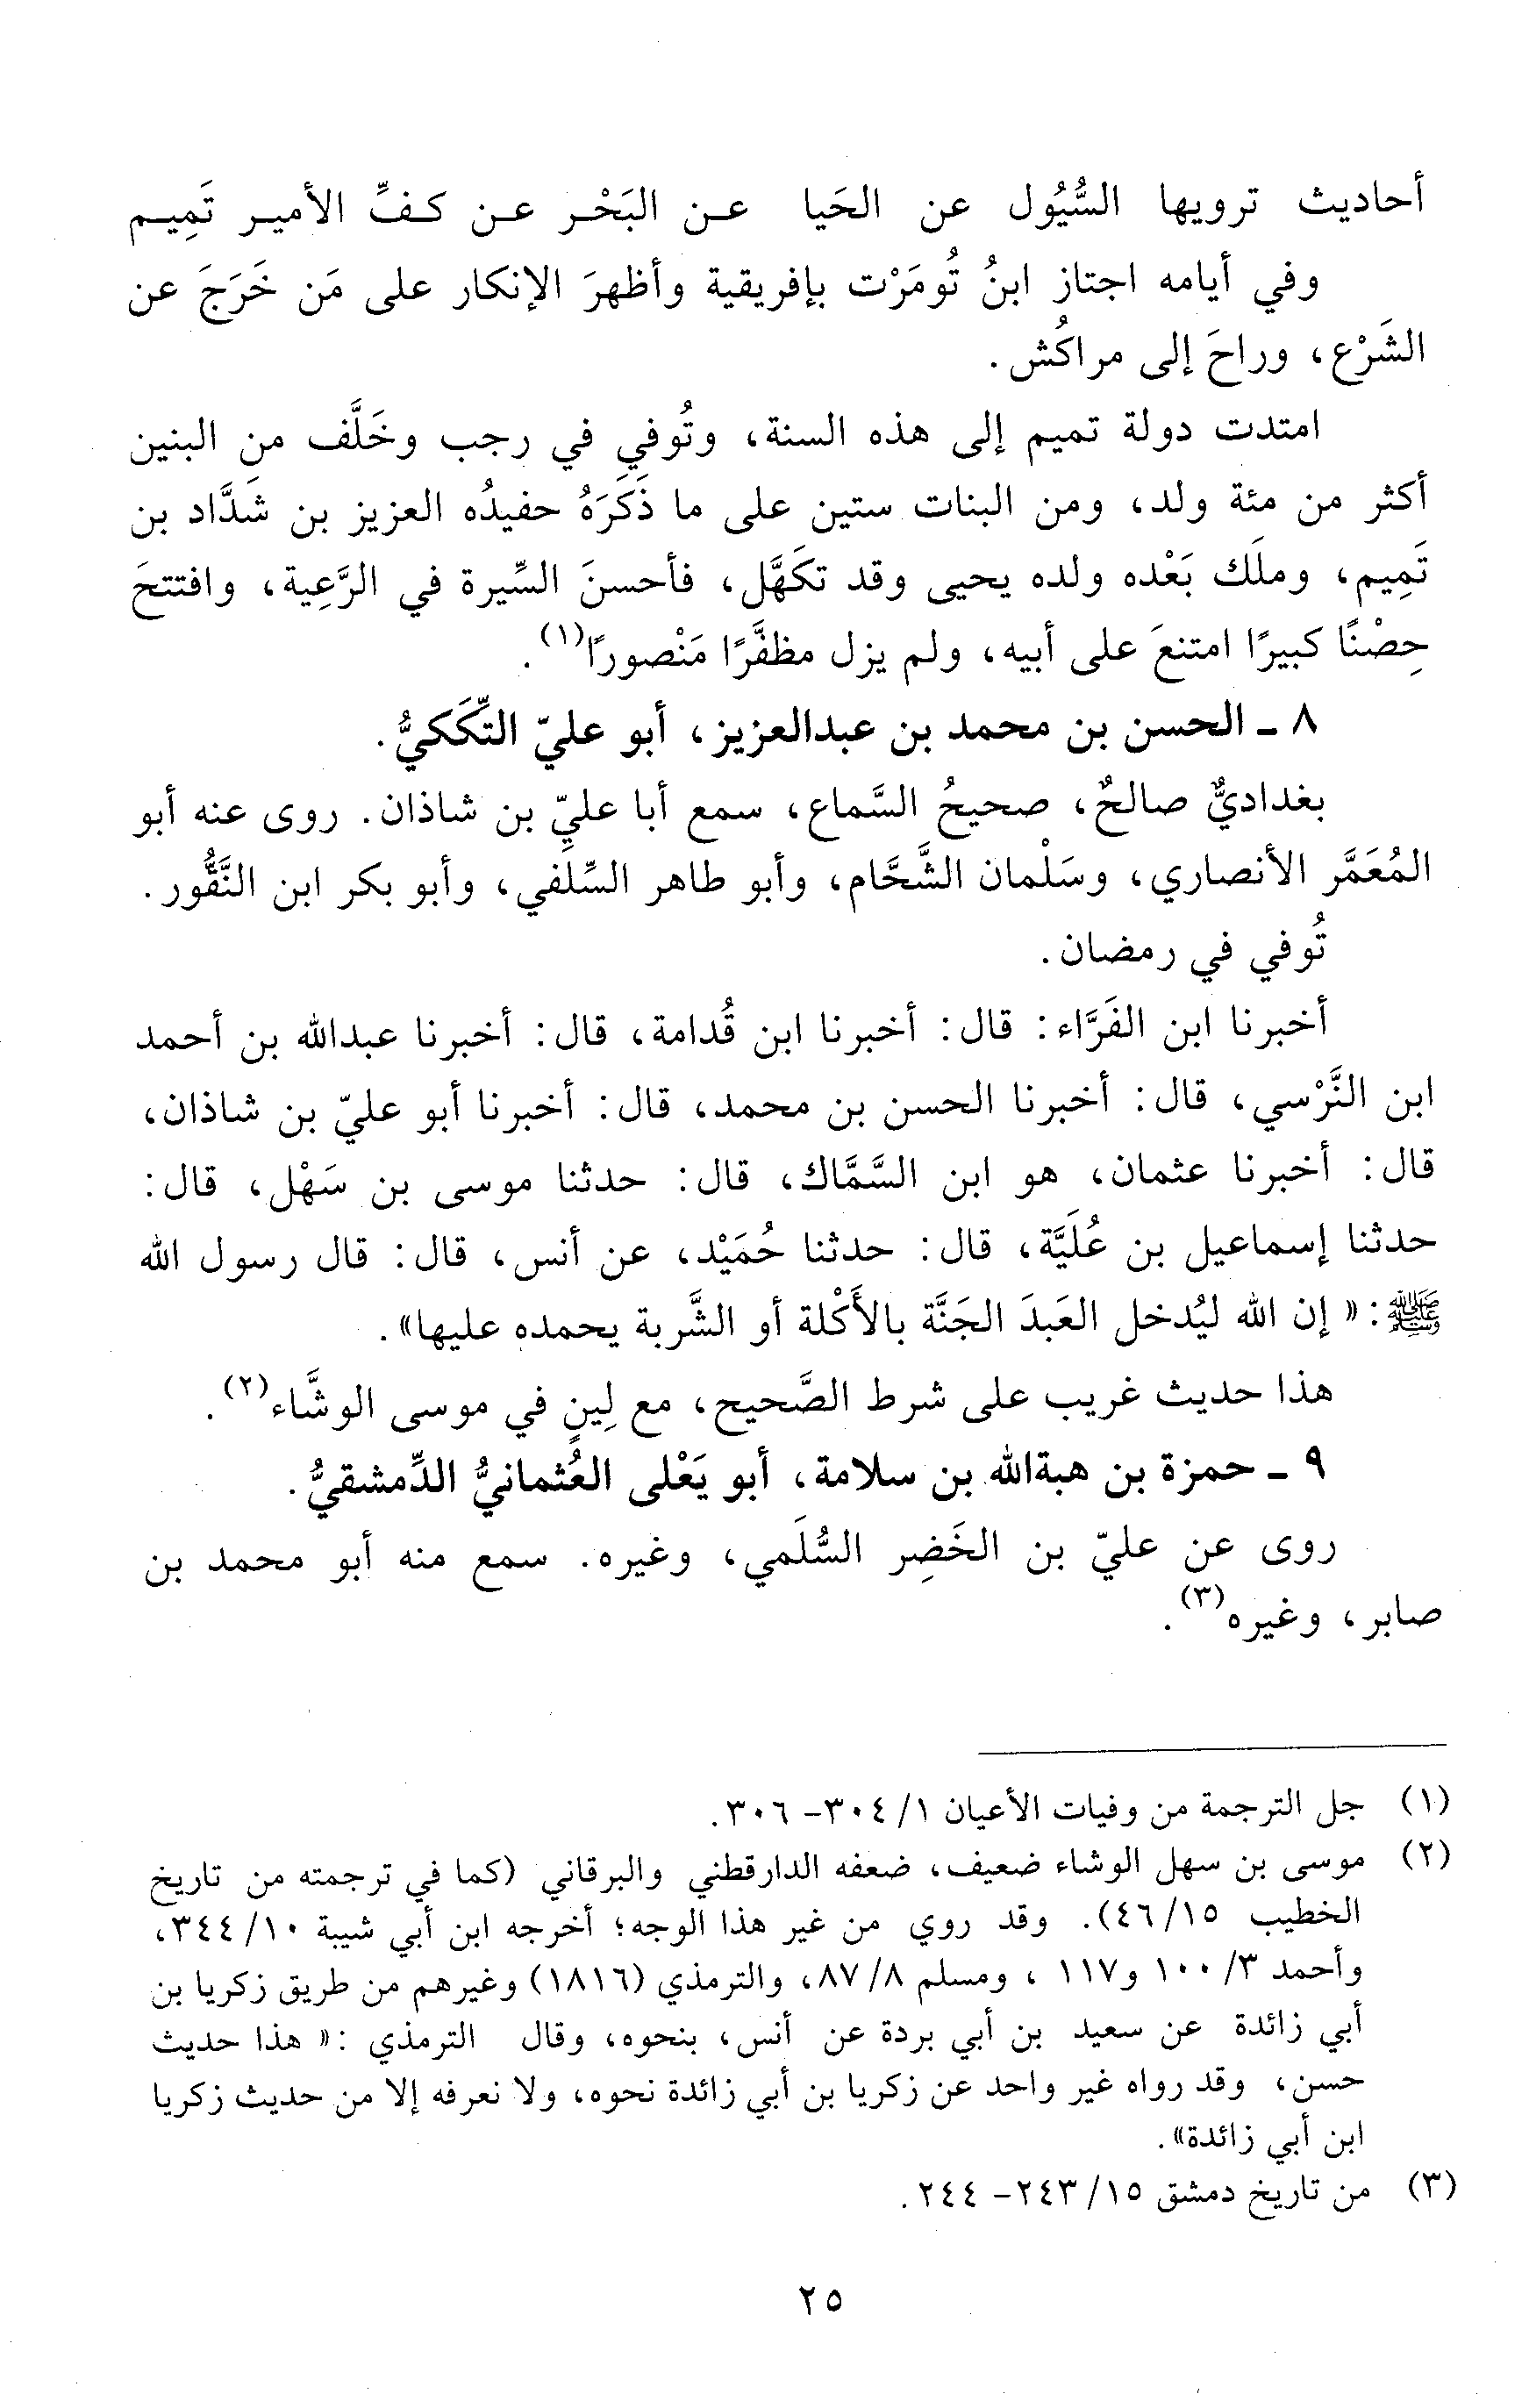 أحاديث ترويها السُّيُول عن الحَيا عـن البَحْـر عـن كـفِّ الأميـر تَمِيـم
وفي أيامه اجتاز ابنُ تُومَرْت بإفريقية وأظهرَ الإنكار على مَن خَرَجَ عن
الشَرْع، وراحَ إلى مراكُش.
امتدت دولة تميم إلى هذه السنة، وتُوفي في رجب وخَلَّف من البنين
أكثر من مئة ولد، ومن البنات ستين على ما ذَكَرَهُ حفيدُه العزيز بن شَدَّاد بن
تَمِيم، وملَك بَعْده ولده يحيى وقد تكَهَّل، فأحسنَ السِّيرة في الرَّعِية، وافتتحَ
حِصْنًا كبيرًا امتنعَ على أبيه، ولم يزل مظفَّرًا مَنْصورًا(١).
٨ ـ الحسن بن محمد بن عبدالعزيز، أبو عليّ التِّكَكيُّ.
بغداديٌّ صالحٌ، صحيحُ السَّماع، سمع أبا عليّ بن شاذان. روى عنه أبو
المُعَمَّر الأنصاري، وسَلْمان الشَّحَّام، وأبو طاهر السِّلفي، وأبو بكر ابن النَّقُّور.
تُوفي في رمضان.
أخبرنا ابن الفَرَّاء: قال: أخبرنا ابن قُدامة، قال: أخبرنا عبدالله بن أحمد
ابن النَّرْسي، قال: أخبرنا الحسن بن محمد، قال: أخبرنا أبو عليّ بن شاذان،
قال: أخبرنا عثمان، هو ابن السَّمَّاك، قال: حدثنا موسى بن سَهْل، قال:
حدثنا إسماعيل بن عُلَيَّة، قال: حدثنا حُمَيْد، عن أنس، قال: قال رسول الله
ﷺ: «إن الله ليُدخل العَبدَ الجَنَّة بالأَكْلة أو الشَّربة يحمده عليها».
هذا حديث غريب على شرط الصَّحيح، مع لِينٍ في موسى الوشَّاء(٢).
٩ ـ حمزة بن هبةالله بن سلامة، أبو يَعْلى العُثمانيُّ الدِّمشقيُّ.
روى عن عليّ بن الخَضِر السُّلَمي، وغيره. سمع منه أبو محمد بن
صابر، وغيره(٣).
(١) جل الترجمة من وفيات الأعيان ١/ ٣٠٤- ٣٠٦.
(٢) موسى بن سهل الوشاء ضعيف، ضعفه الدارقطني والبرقاني (كما في ترجمته من تاريخ
الخطيب ١٥/ ٤٦). وقد روي من غير هذا الوجه؛ أخرجه ابن أبي شيبة ١٠/ ٣٤٤،
وأحمد ٣/ ١٠٠ و١١٧ ، ومسلم ٨/ ٨٧، والترمذي (١٨١٦) وغيرهم من طريق زكريا بن
أبي زائدة عن سعيد بن أبي بردة عن أنس، بنحوه، وقال الترمذي :« هذا حديث
حسن، وقد رواه غير واحد عن زكريا بن أبي زائدة نحوه، ولا نعرفه إلا من حديث زكريا
ابن أبي زائدة».
(٣) من تاريخ دمشق ١٥/ ٢٤٣- ٢٤٤.
٢٥